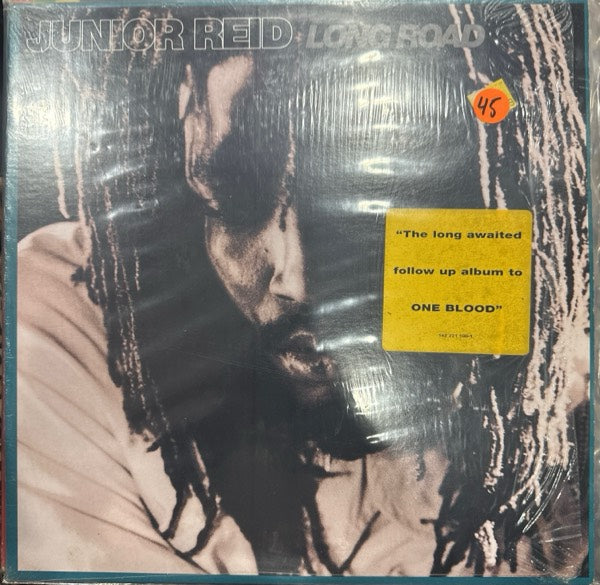 JUNIOR REID LONG ROAD
45
"The long awaited
follow up album to
ONE BLOOD"